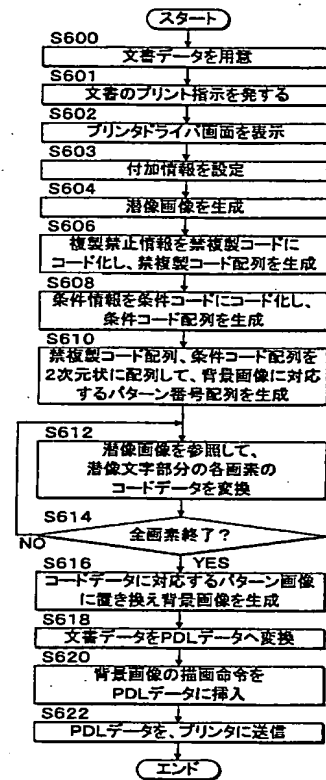 スタート
S600
文書データを用意
S601
文書のプリント指示を発する
S602
プリンタドライバ画面を表示
S603
付加情報を設定
S604
潜像画像を生成
S606
複製禁止情報を禁複製コードに
コード化し、禁複製コード配列を生成
S608
条件情報を条件コードにコード化し、
条件コード配列を生成
S610
禁複製コード配列、条件コード配列を
2次元状に配列して、背景画像に対応
するパターン番号配列を生成
S612
潜像画像を参照して、
潜像文字部分の各画素の
コードデータを変換
S614
全画素終了?
NO
YES
S616
コードデータに対応するパターン画像
に置き換え背景画像を生成
S618
文書データをPDLデータへ変換
S620
背景画像の描画命令を
PDLデータに挿入
S622
PDLデータを、プリンタに送信
エンド